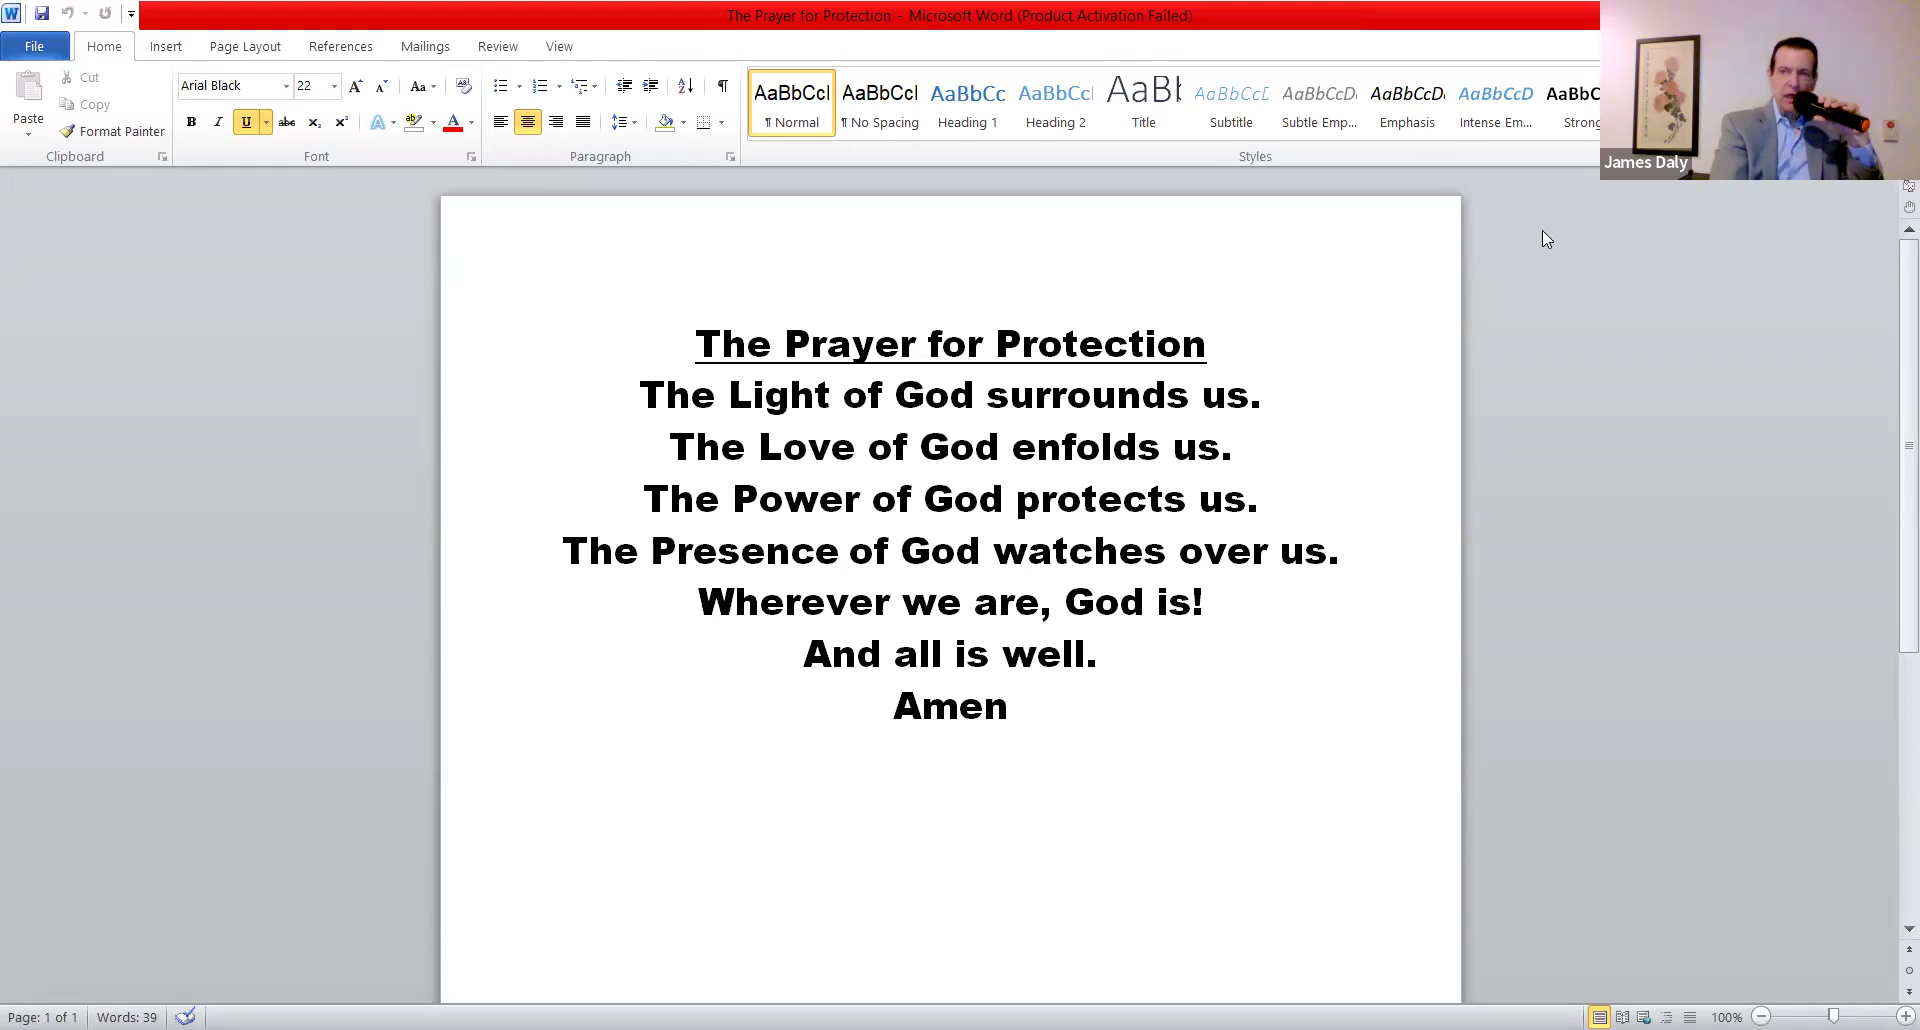 The Prayer for Protection - Microsoft Word (Product Activation Failed)
File Home Insert Page Layout References Mailings Review View
Paste
Cut
Copy
Format Painter
Clipboard
Arial Black 22
Font
Paragraph
AaBbCcI AaBbCcI AaBbCc AaBbCcI AaBI AaBbCcD AaBbCcD AaBbCcD AaBbCcD AaBbCc
¶ Normal ¶ No Spacing Heading 1 Heading 2 Title Subtitle Subtle Emp... Emphasis Intense Em... Strong
Styles
James Daly
The Prayer for Protection
The Light of God surrounds us.
The Love of God enfolds us.
The Power of God protects us.
The Presence of God watches over us.
Wherever we are, God is!
And all is well.
Amen
Page: 1 of 1 Words: 39 100%